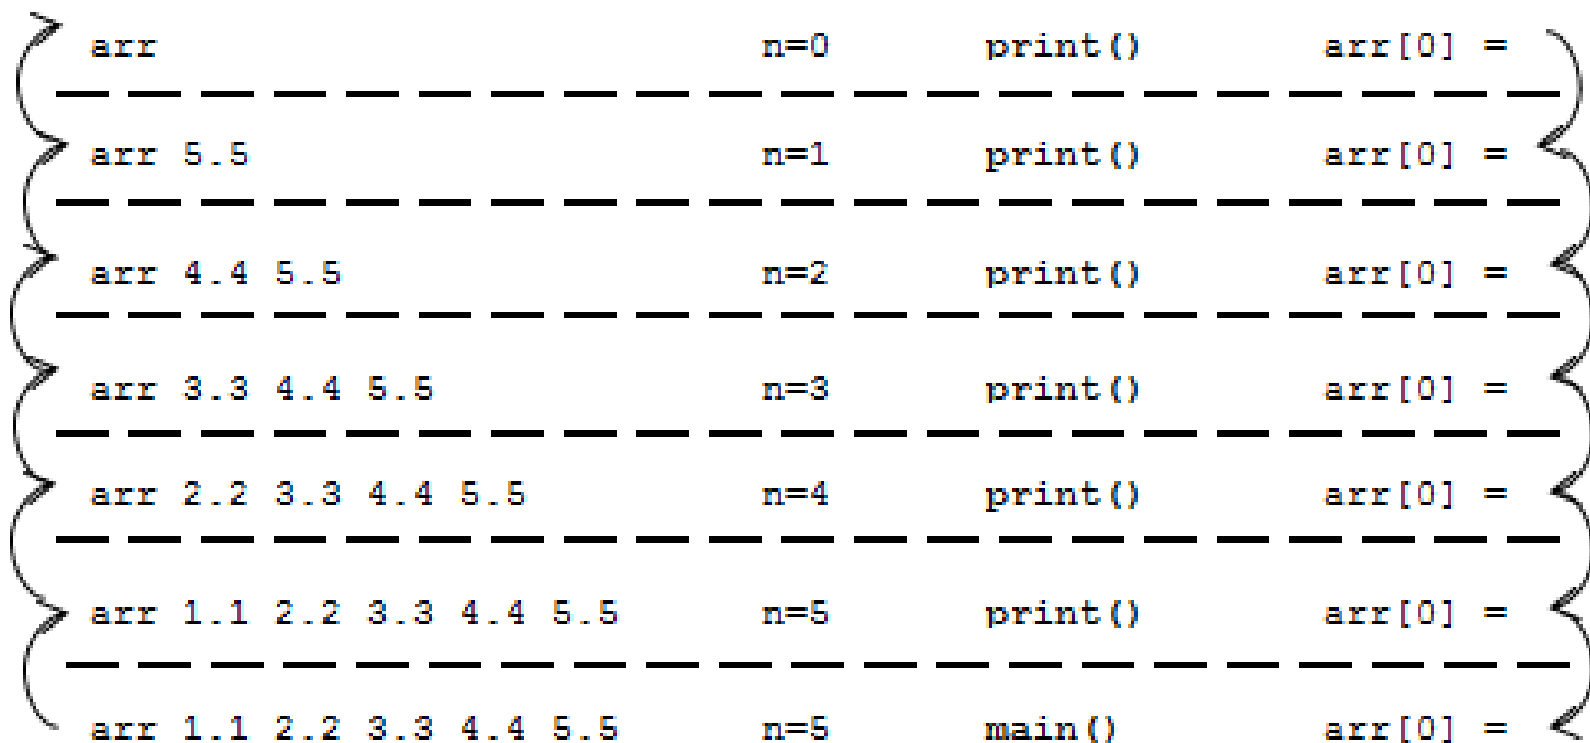 arr n=0 print() arr[0] =
arr 5.5 n=1 print() arr[0] =
arr 4.4 5.5 n=2 print() arr[0] =
arr 3.3 4.4 5.5 n=3 print() arr[0] =
arr 2.2 3.3 4.4 5.5 n=4 print() arr[0] =
arr 1.1 2.2 3.3 4.4 5.5 n=5 print() arr[0] =
arr 1.1 2.2 3.3 4.4 5.5 n=5 main() arr[0] =